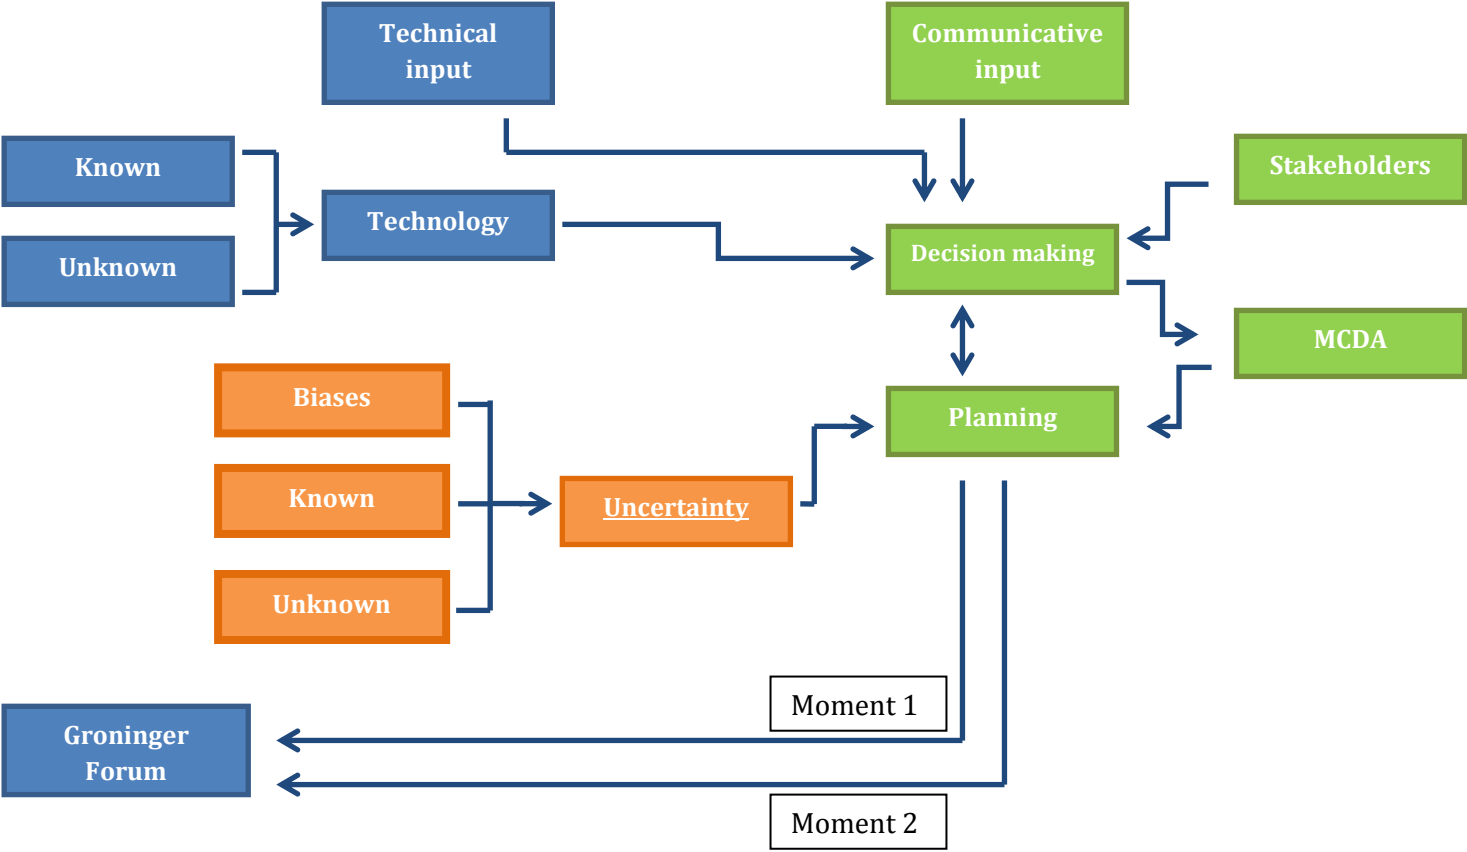 Technical
input
Communicative
input
Known
Stakeholders
Technology
Unknown
Decision making
MCDA
Biases
Planning
Known
Uncertainty
Unknown
Moment 1
Groninger
Forum
Moment 2